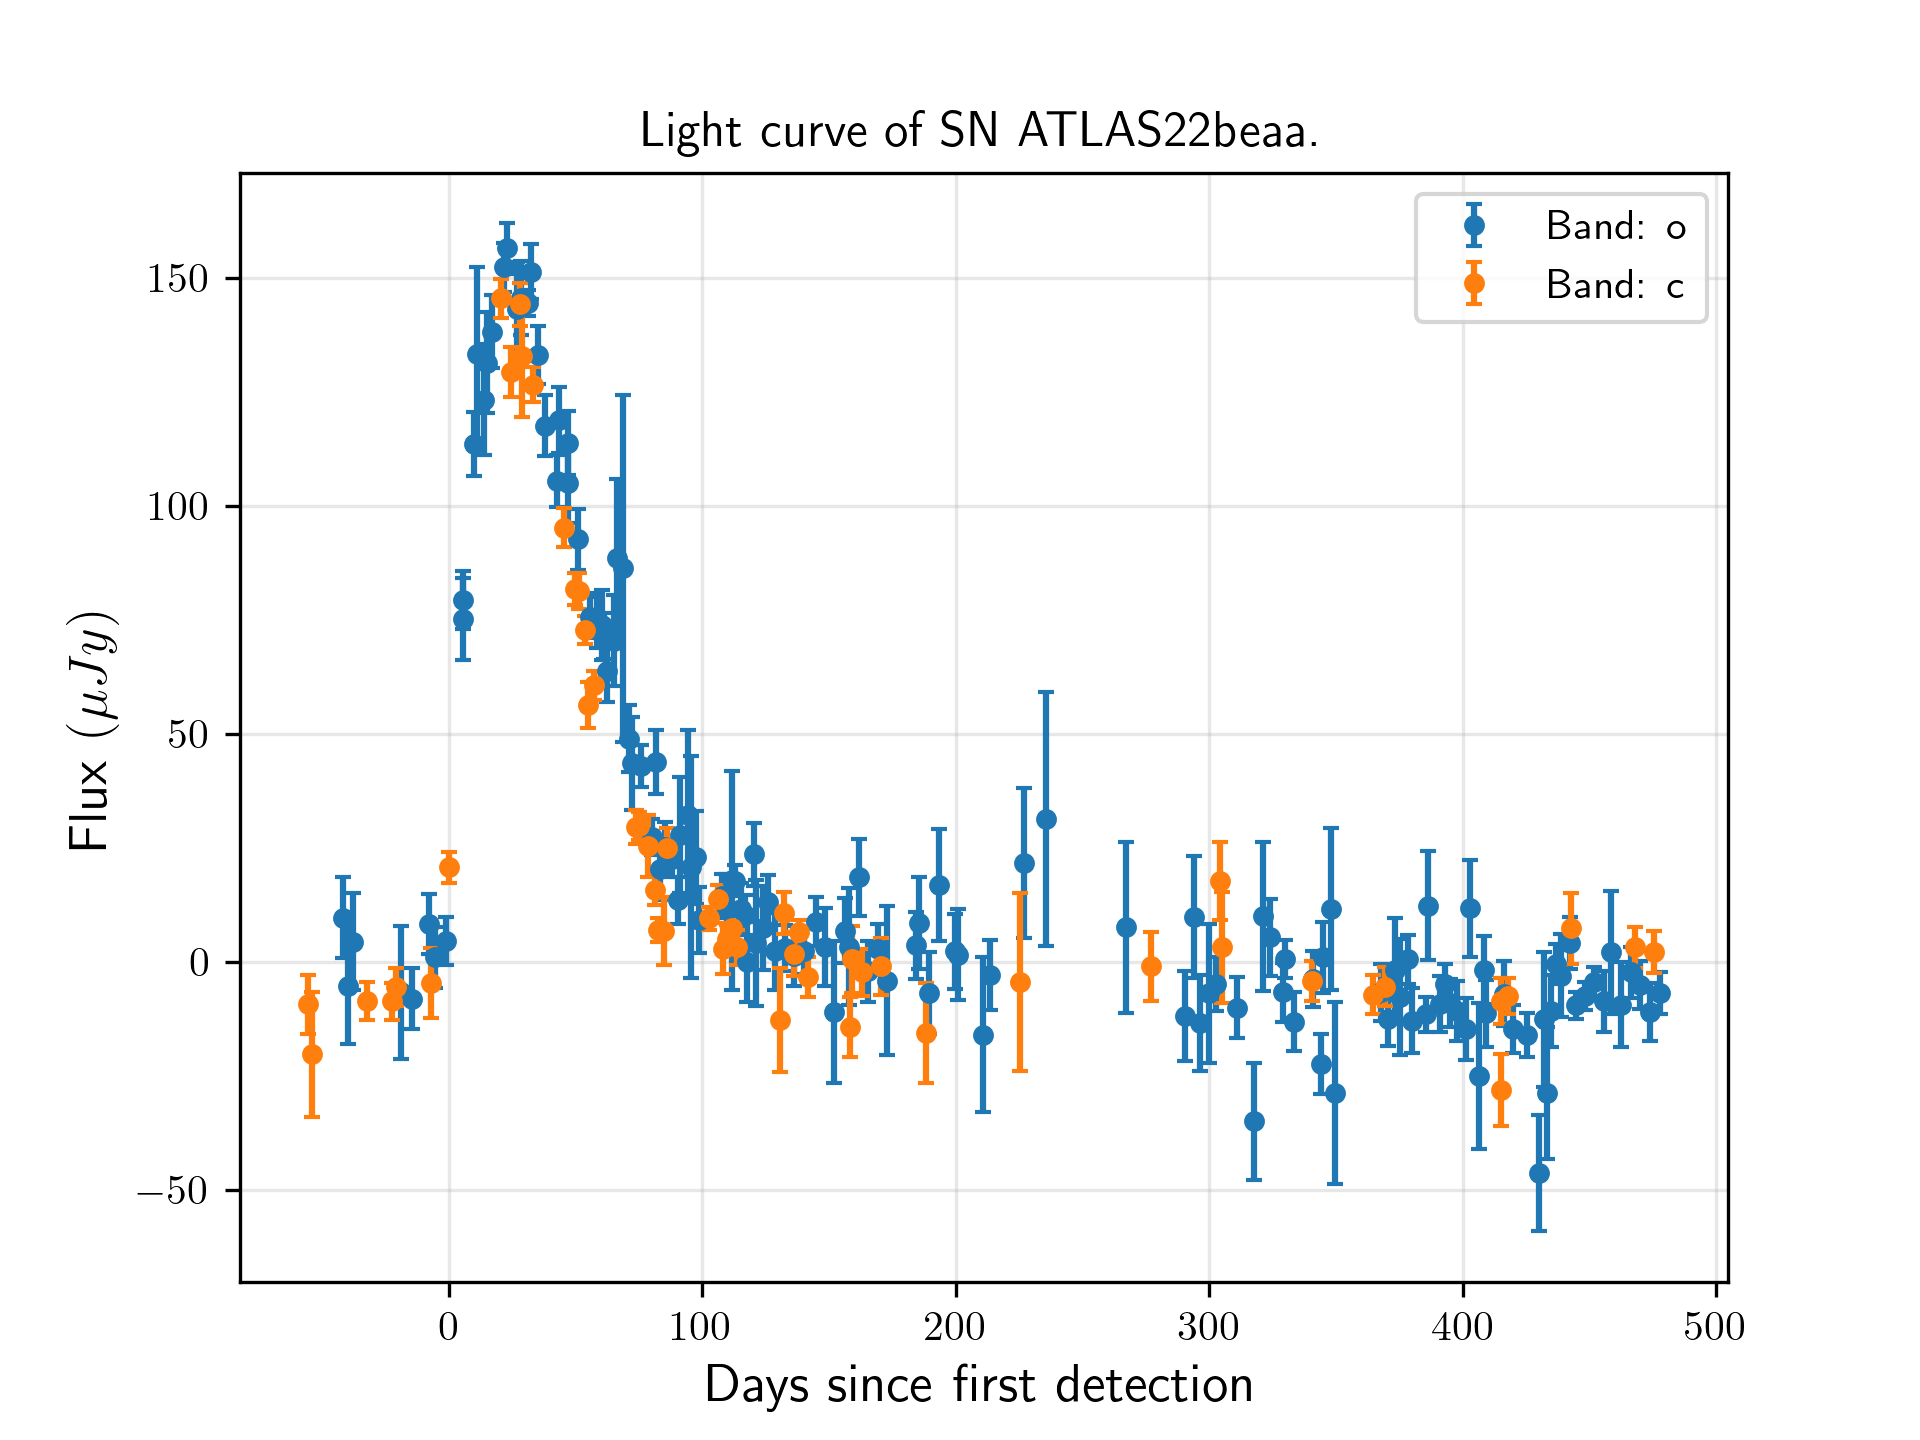 Light curve of SN ATLAS22beaa.
Band: o
Band: c
150
100
50
0
−50
Flux (μJy)
0 100 200 300 400 500
Days since first detection